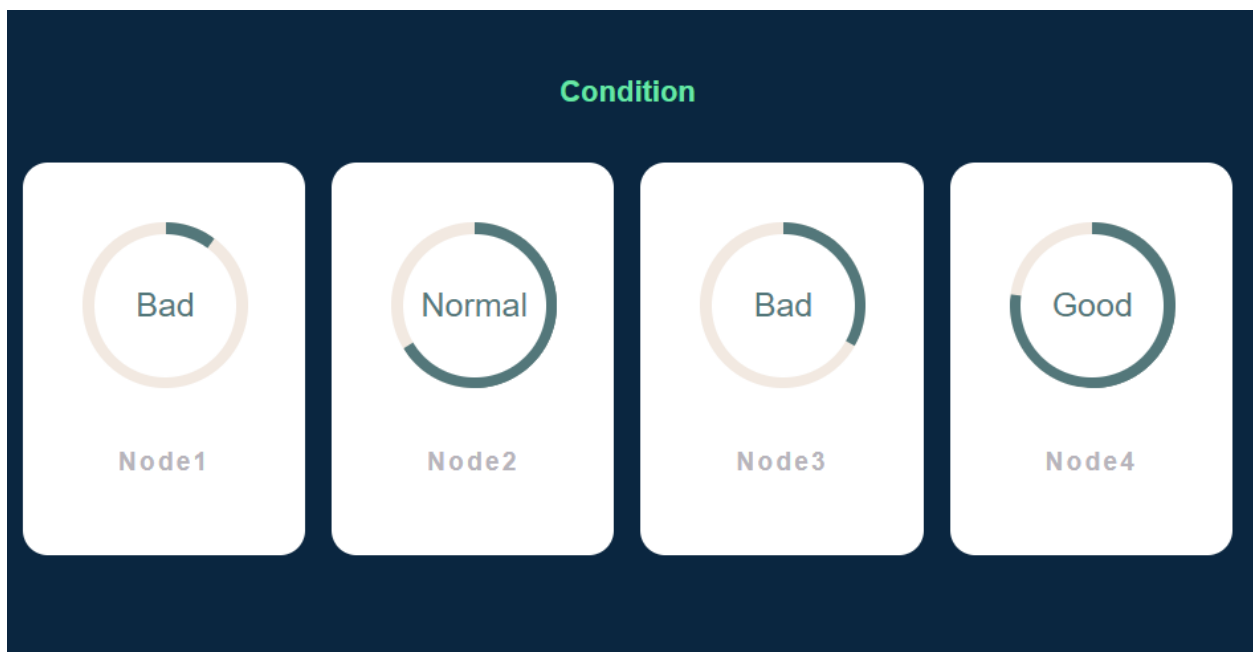 Condition
Bad
Normal
Bad
Good
Node1
Node2
Node3
Node4